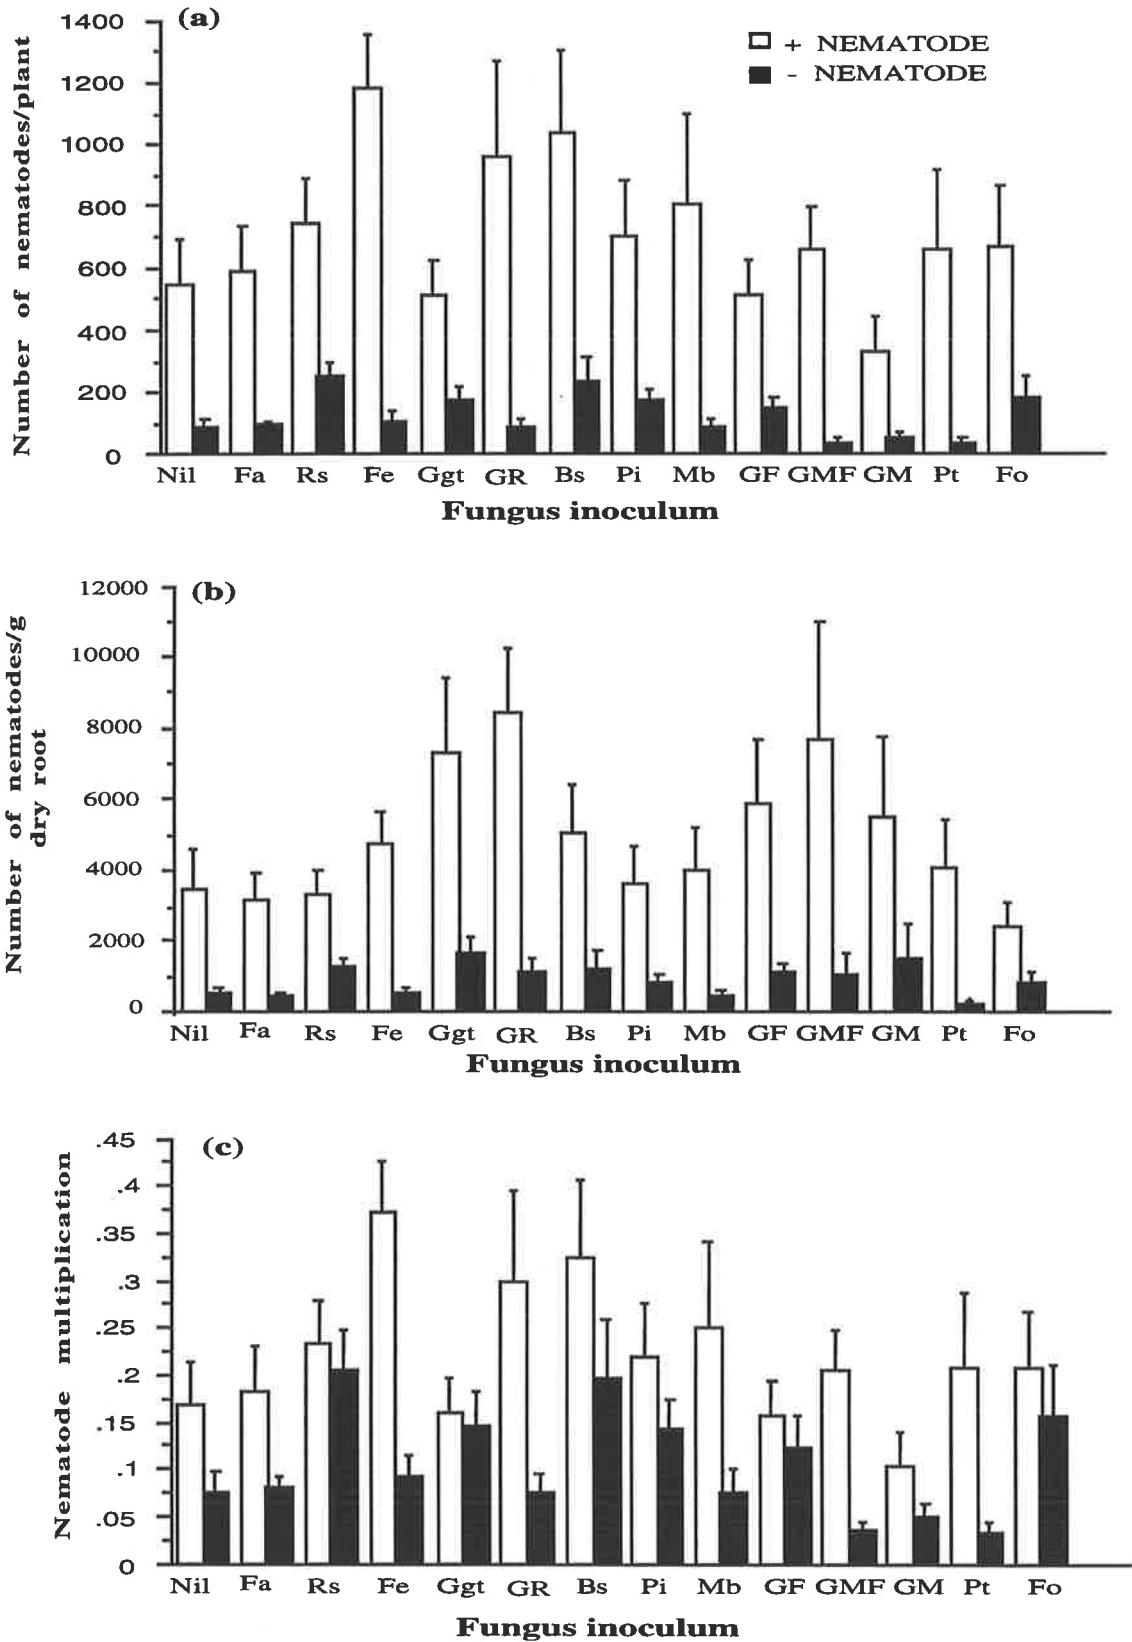 (a)
+ NEMATODE
- NEMATODE
1400
1200
1000
800
600
400
200
0
Number of nematodes/plant
Nil Fa Rs Fe Ggt GR Bs Pi Mb GF GMF GM Pt Fo
Fungus inoculum
(b)
12000
10000
8000
6000
4000
2000
0
Number of nematodes/g
dry root
Nil Fa Rs Fe Ggt GR Bs Pi Mb GF GMF GM Pt Fo
Fungus inoculum
(c)
.45
.4
.35
.3
.25
.2
.15
.1
.05
0
Nematode multiplication
Nil Fa Rs Fe Ggt GR Bs Pi Mb GF GMF GM Pt Fo
Fungus inoculum